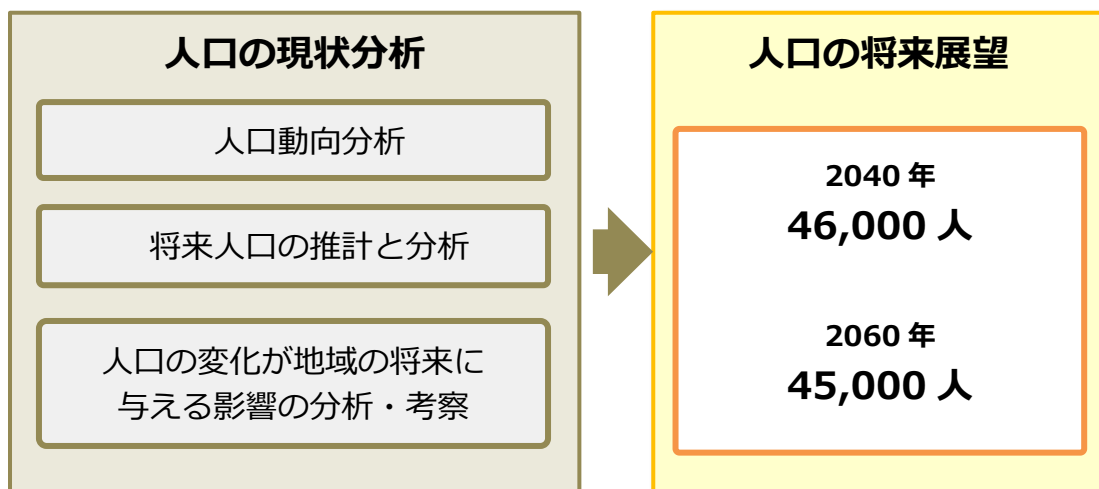 人口の現状分析
人口動向分析
将来人口の推計と分析
人口の変化が地域の将来に
与える影響の分析・考察
人口の将来展望
2040 年
46,000 人
2060 年
45,000 人